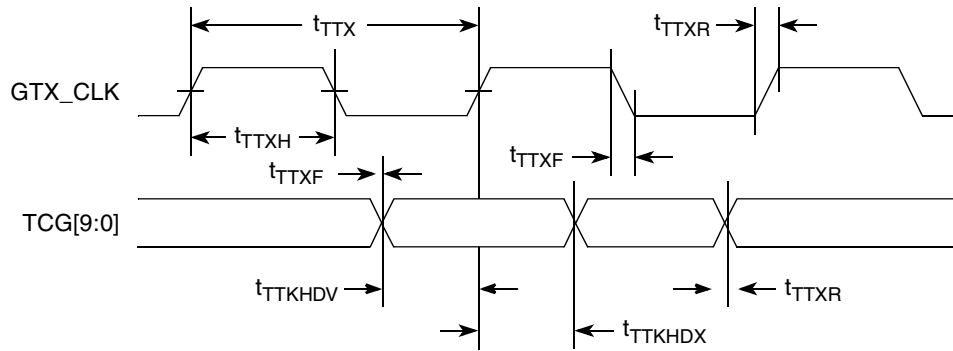 tTTX
tTTXR
GTX_CLK
tTTXH
tTTXF
tTTXF
TCG[9:0]
tTTKHDV
tTTXR
tTTKHDX